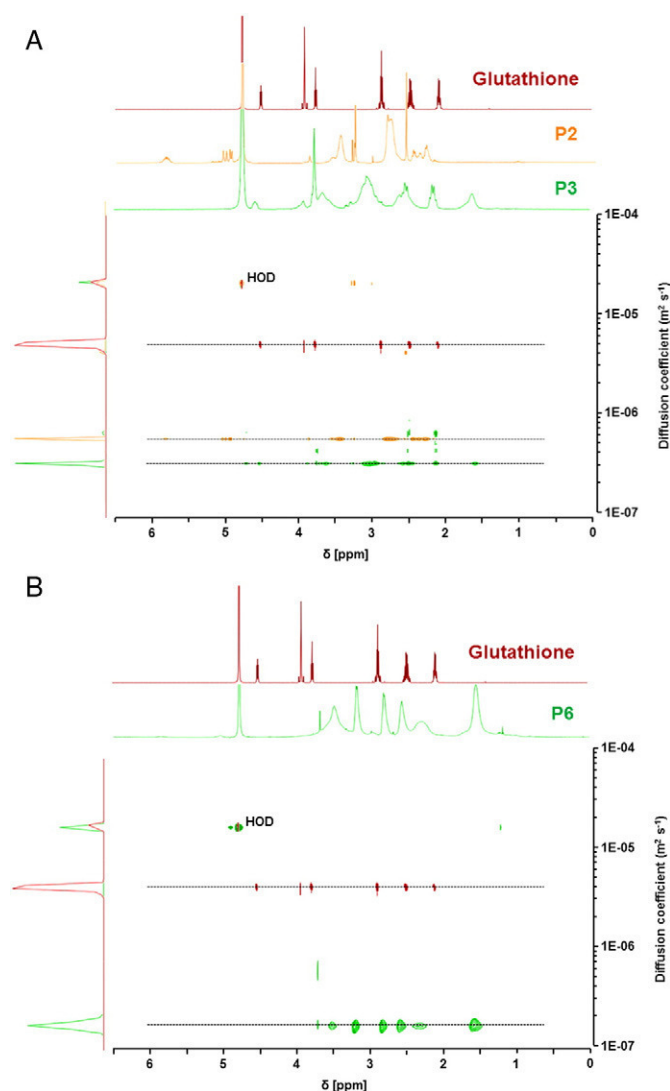 A
Glutathione
P2
P3
1E-04
HOD
1E-05
1E-06
1E-07
Diffusion coefficient (m² s⁻¹)
6 5 4 3 2 1 0
δ [ppm]
B
Glutathione
P6
1E-04
HOD
1E-05
1E-06
1E-07
Diffusion coefficient (m² s⁻¹)
6 5 4 3 2 1 0
δ [ppm]